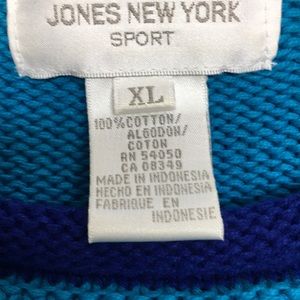 JONES NEW YORK
SPORT
XL
100% COTTON/
ALGODON/
COTON
RN 54050
CA 08349
MADE IN INDONESIA
HECHO EN INDONESIA
FABRIQUE EN
INDONESIE